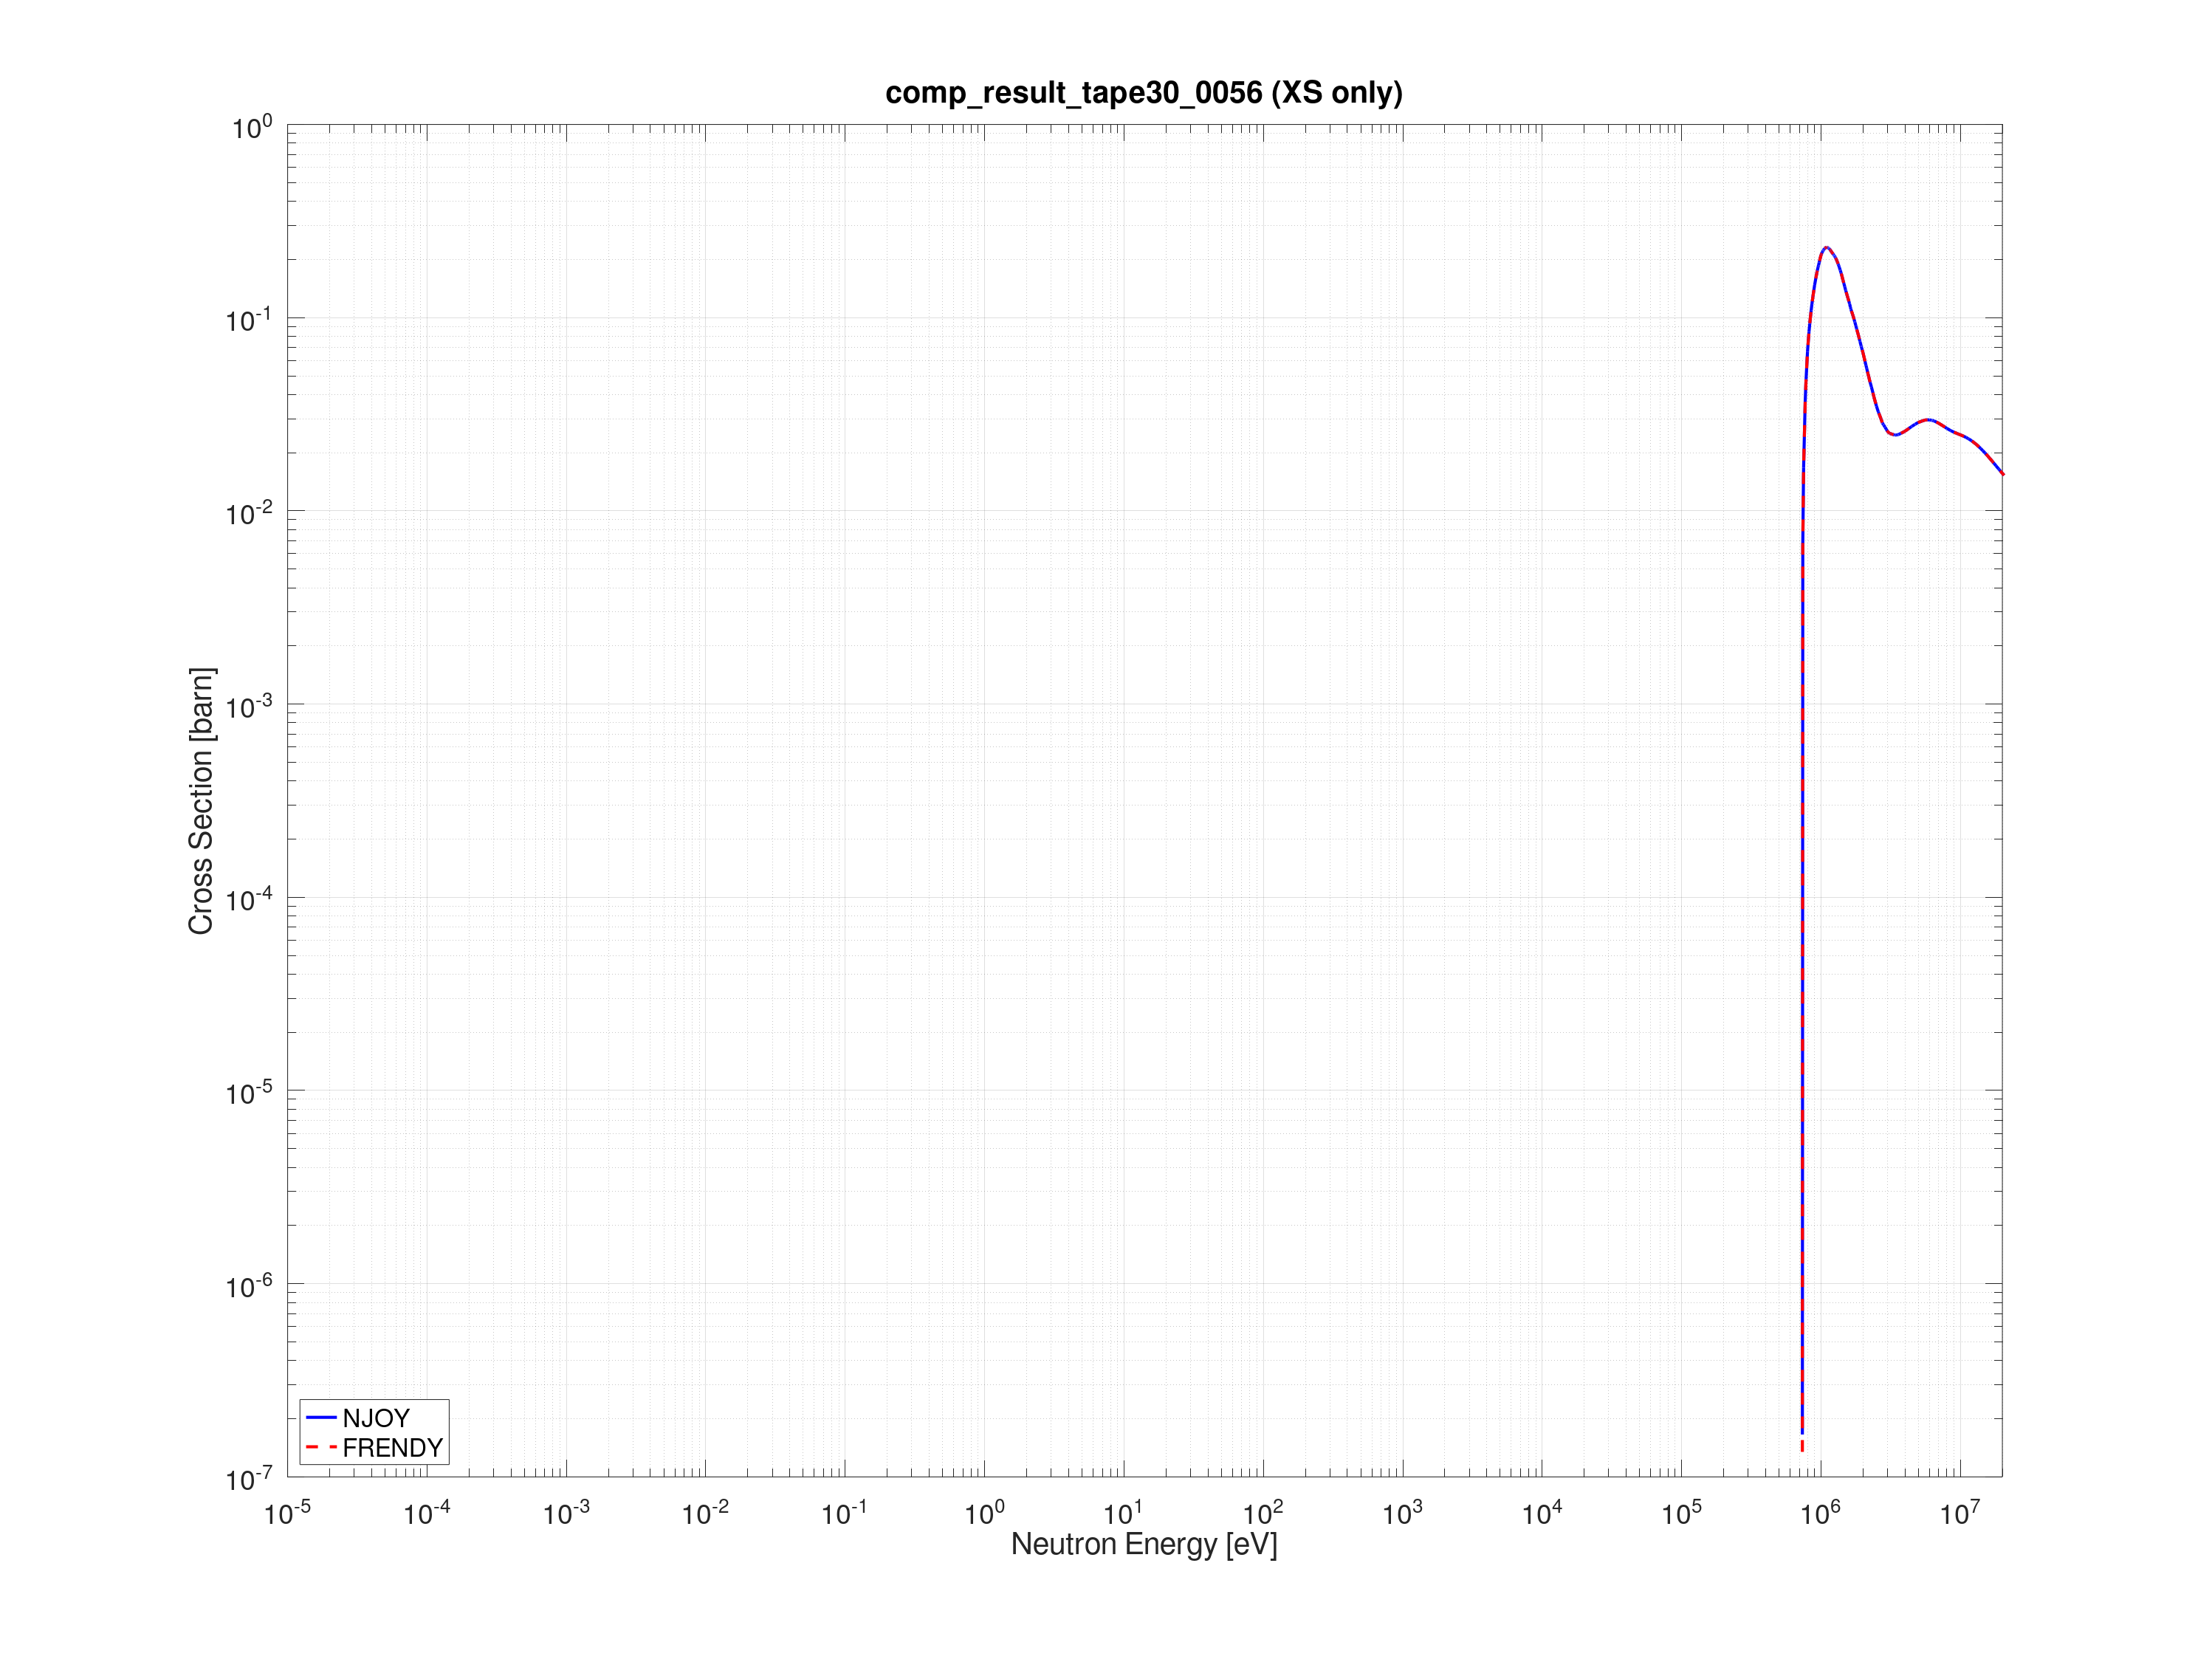 comp_result_tape30_0056 (XS only)
10^0
10^-1
10^-2
10^-3
10^-4
10^-5
10^-6
10^-7
Cross Section [barn]
NJOY
FRENDY
10^-5 10^-4 10^-3 10^-2 10^-1 10^0 10^1 10^2 10^3 10^4 10^5 10^6 10^7
Neutron Energy [eV]